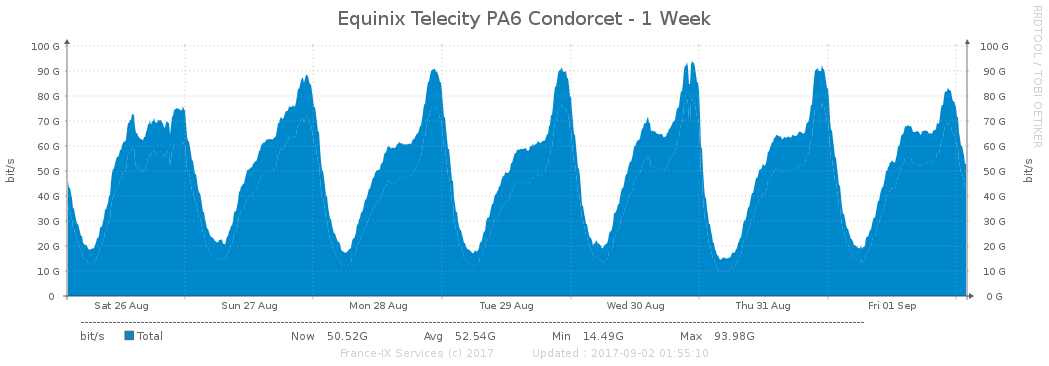 Equinix Telecity PA6 Condorcet - 1 Week
RRDTOOL / TOBI OETIKER
100 G 100 G
90 G 90 G
80 G 80 G
70 G 70 G
60 G 60 G
50 G 50 G
40 G 40 G
30 G 30 G
20 G 20 G
10 G 10 G
0 0 G
bit/s bit/s
Sat 26 Aug Sun 27 Aug Mon 28 Aug Tue 29 Aug Wed 30 Aug Thu 31 Aug Fri 01 Sep
bit/s Total Now 50.52G Avg 52.54G Min 14.49G Max 93.98G
France-IX Services (c) 2017 Updated : 2017-09-02 01:55:10